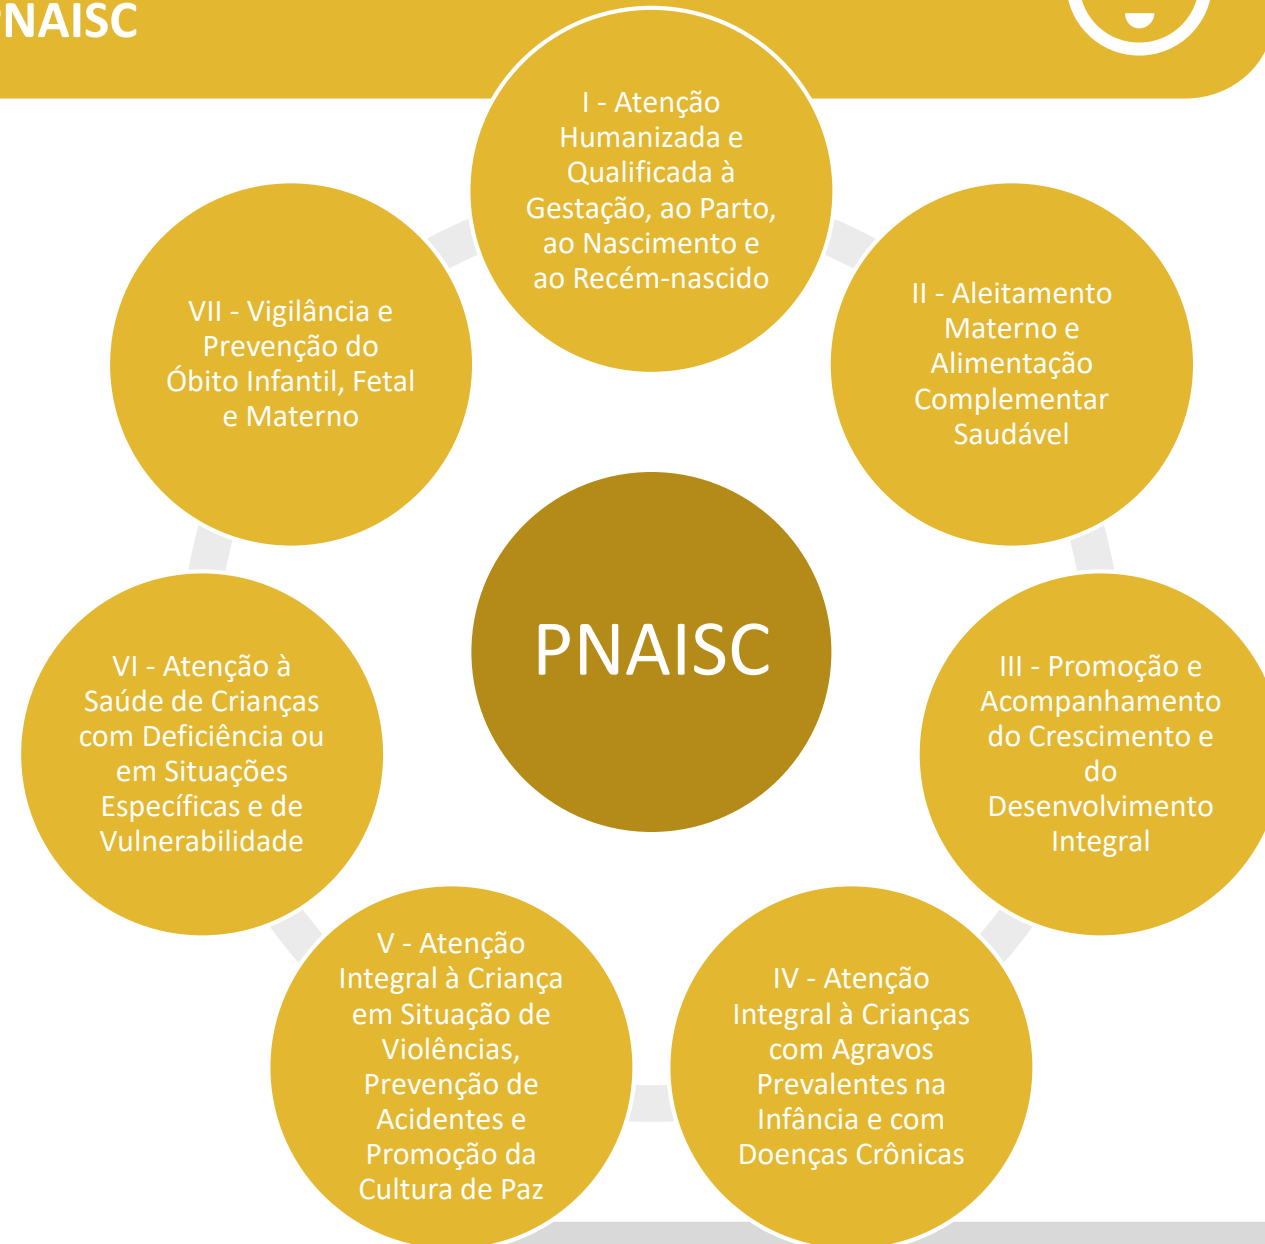 PNAISC
I - Atenção
Humanizada e
Qualificada à
Gestação, ao Parto,
ao Nascimento e
ao Recém-nascido
II - Aleitamento
Materno e
Alimentação
Complementar
Saudável
III - Promoção e
Acompanhamento
do Crescimento e
do
Desenvolvimento
Integral
IV - Atenção
Integral à Crianças
com Agravos
Prevalentes na
Infância e com
Doenças Crônicas
V - Atenção
Integral à Criança
em Situação de
Violências,
Prevenção de
Acidentes e
Promoção da
Cultura de Paz
VI - Atenção à
Saúde de Crianças
com Deficiência ou
em Situações
Específicas e de
Vulnerabilidade
VII - Vigilância e
Prevenção do
Óbito Infantil, Fetal
e Materno
PNAISC